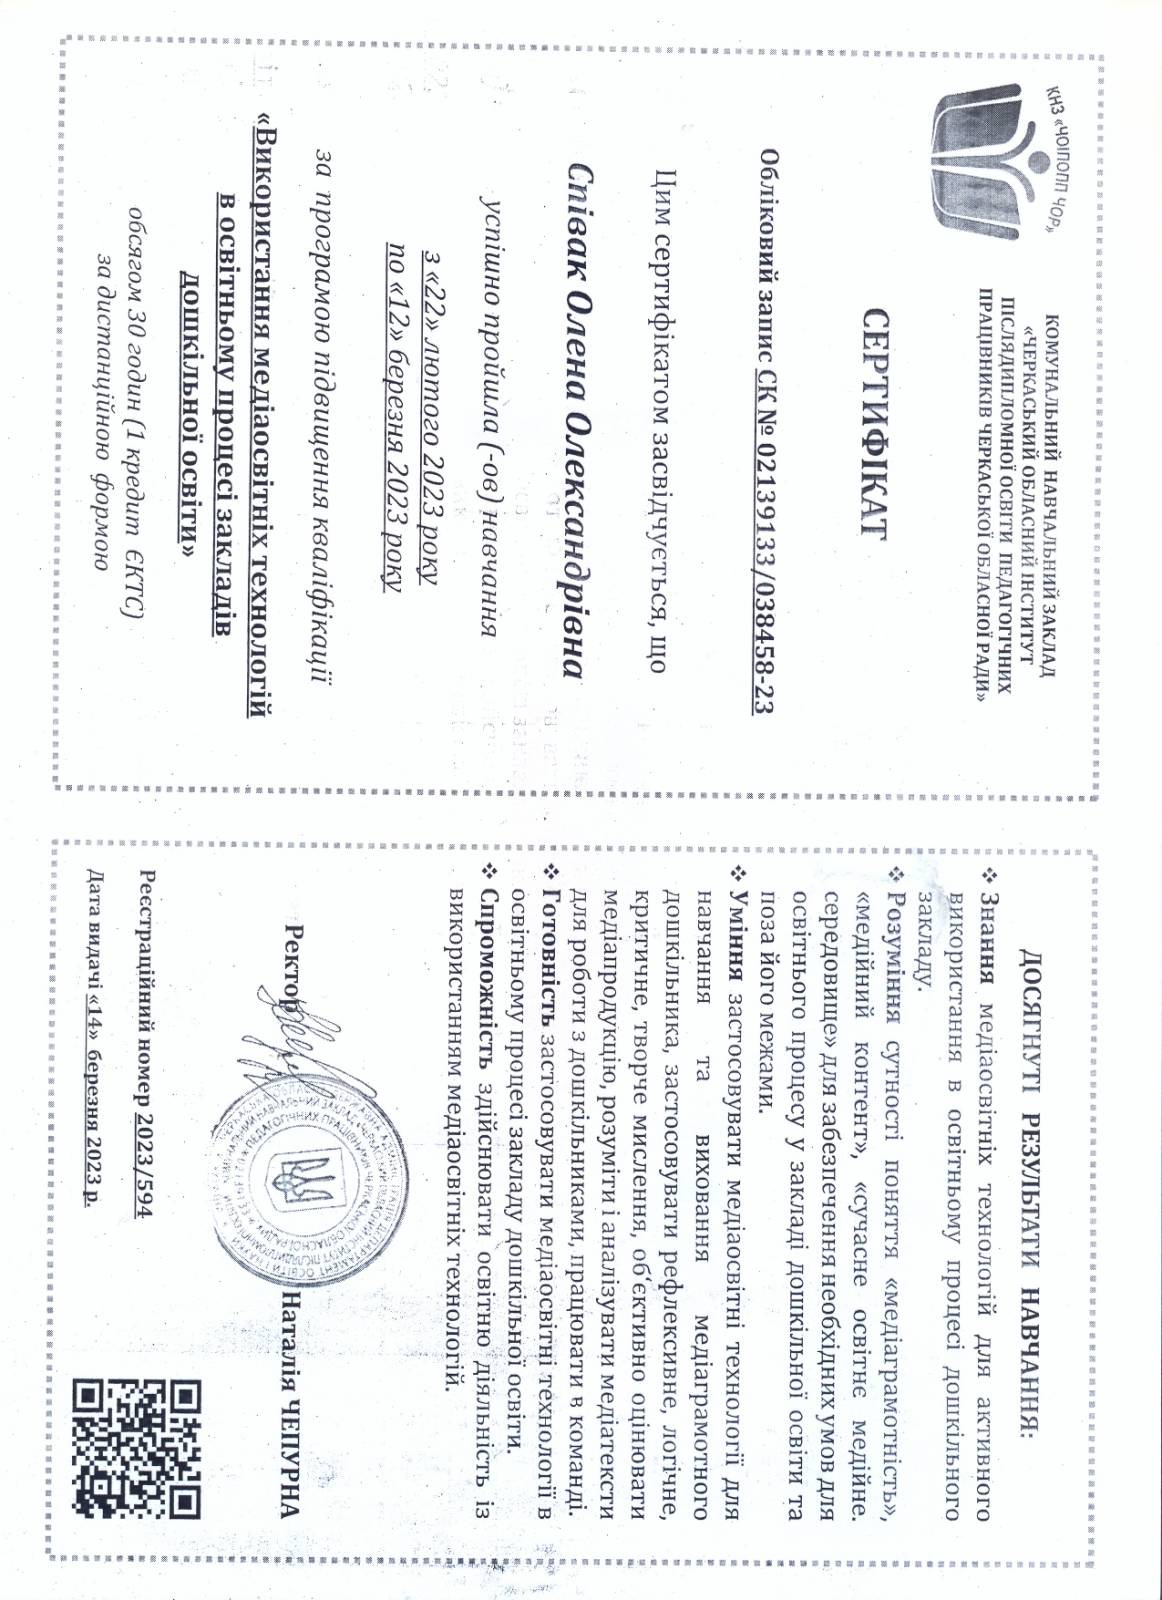 КНЗ «ЧОІПОПП ЧОР»
КОМУНАЛЬНИЙ НАВЧАЛЬНИЙ ЗАКЛАД
«ЧЕРКАСЬКИЙ ОБЛАСНИЙ ІНСТИТУТ
ПІСЛЯДИПЛОМНОЇ ОСВІТИ ПЕДАГОГІЧНИХ
ПРАЦІВНИКІВ ЧЕРКАСЬКОЇ ОБЛАСНОЇ РАДИ»
СЕРТИФІКАТ
Обліковий запис СК № 02139133/038458-23
Цим сертифікатом засвідчується, що
Співак Олена Олександрівна
успішно пройшла (-ов) навчання
з «22» лютого 2023 року
по «12» березня 2023 року
за програмою підвищення кваліфікації
«Використання медіаосвітніх технологій
в освітньому процесі закладів
дошкільної освіти»
обсягом 30 годин (1 кредит ЄКТС)
за дистанційною формою
ДОСЯГНУТІ РЕЗУЛЬТАТИ НАВЧАННЯ:
❖ Знання медіаосвітніх технологій для активного
використання в освітньому процесі дошкільного
закладу.
❖ Розуміння сутності поняття «медіаграмотність»,
«медійний контент», «сучасне освітнє медійне.
середовище» для забезпечення необхідних умов для
освітнього процесу у закладі дошкільної освіти та
поза його межами.
❖ Уміння застосовувати медіаосвітні технології для
навчання та виховання медіаграмотного
дошкільника, застосовувати рефлексивне, логічне,
критичне, творче мислення, об‘єктивно оцінювати
медіапродукцію, розуміти і аналізувати медіатексти
для роботи з дошкільниками, працювати в команді.
❖ Готовність застосовувати медіаосвітні технології в
освітньому процесі закладу дошкільної освіти.
❖ Спроможність здійснювати освітню діяльність із
використанням медіаосвітніх технологій.
Ректор
Наталія ЧЕПУРНА
Реєстраційний номер 2023/594
Дата видачі «14» березня 2023 р.